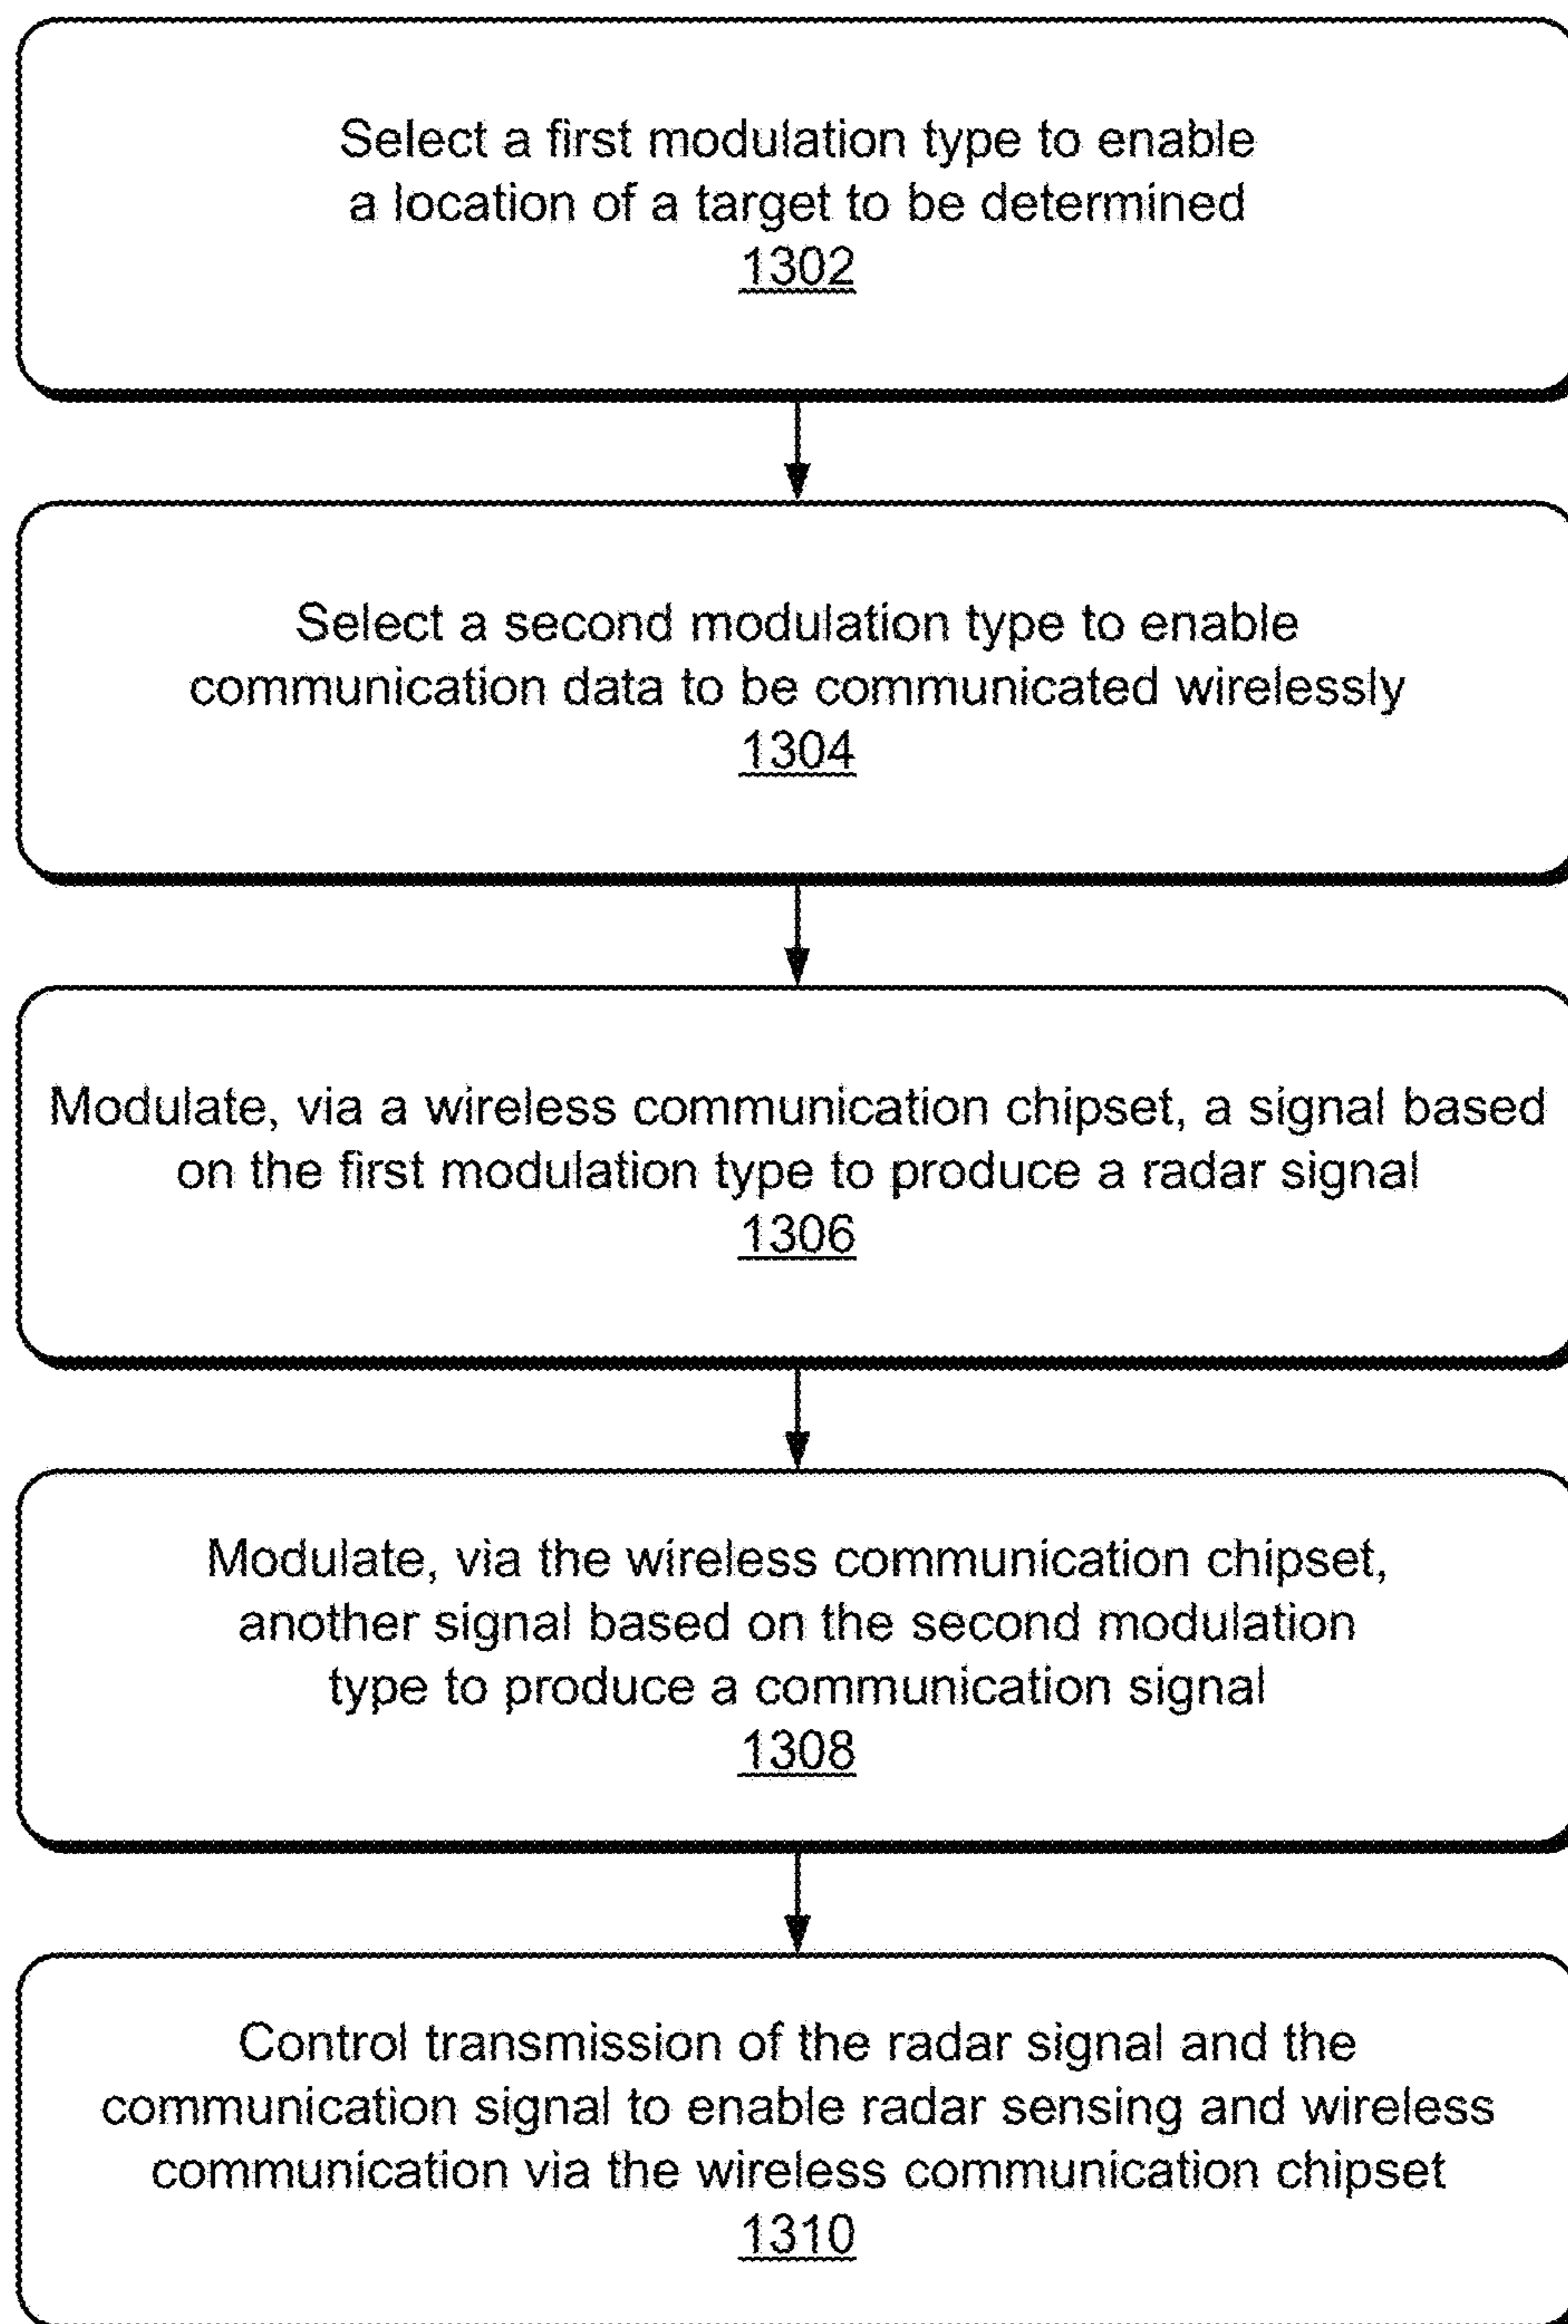 Select a first modulation type to enable
a location of a target to be determined
1302
Select a second modulation type to enable
communication data to be communicated wirelessly
1304
Modulate, via a wireless communication chipset, a signal based
on the first modulation type to produce a radar signal
1306
Modulate, via the wireless communication chipset,
another signal based on the second modulation
type to produce a communication signal
1308
Control transmission of the radar signal and the
communication signal to enable radar sensing and wireless
communication via the wireless communication chipset
1310